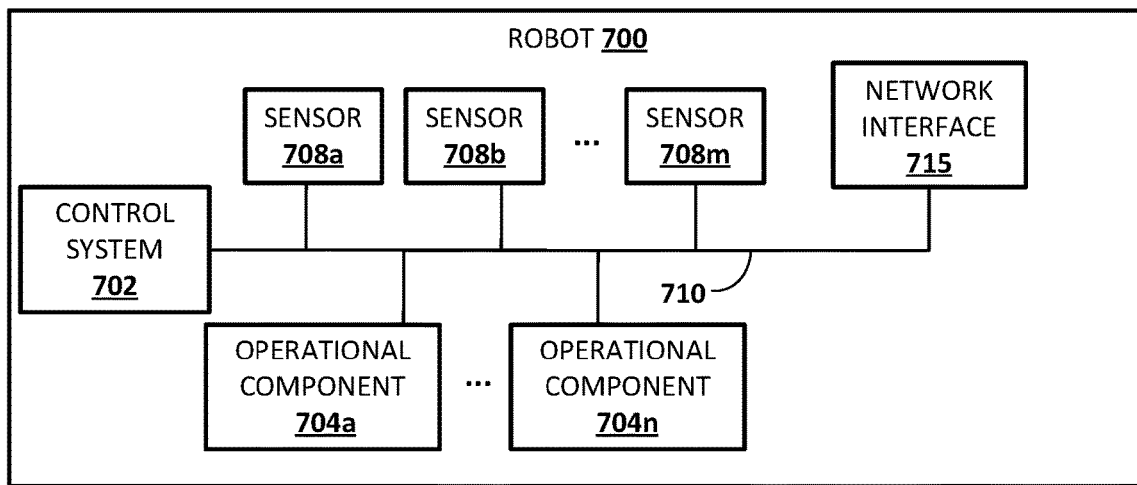 ROBOT 700
SENSOR
708a
SENSOR
708b
...
SENSOR
708m
NETWORK
INTERFACE
715
CONTROL
SYSTEM
702
710
OPERATIONAL
COMPONENT
704a
...
OPERATIONAL
COMPONENT
704n